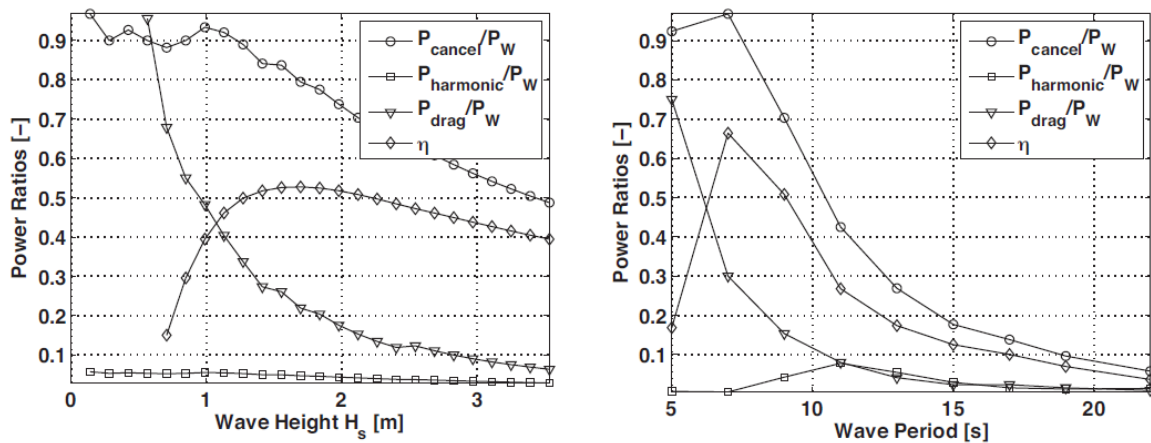 Power Ratios [–]
0.9
0.8
0.7
0.6
0.5
0.4
0.3
0.2
0.1
0
1
2
3
Wave Height H_s [m]
P_cancel/P_W
P_harmonic/P_W
P_drag/P_W
η
Power Ratios [–]
0.9
0.8
0.7
0.6
0.5
0.4
0.3
0.2
0.1
5
10
15
20
Wave Period [s]
P_cancel/P_W
P_harmonic/P_W
P_drag/P_W
η